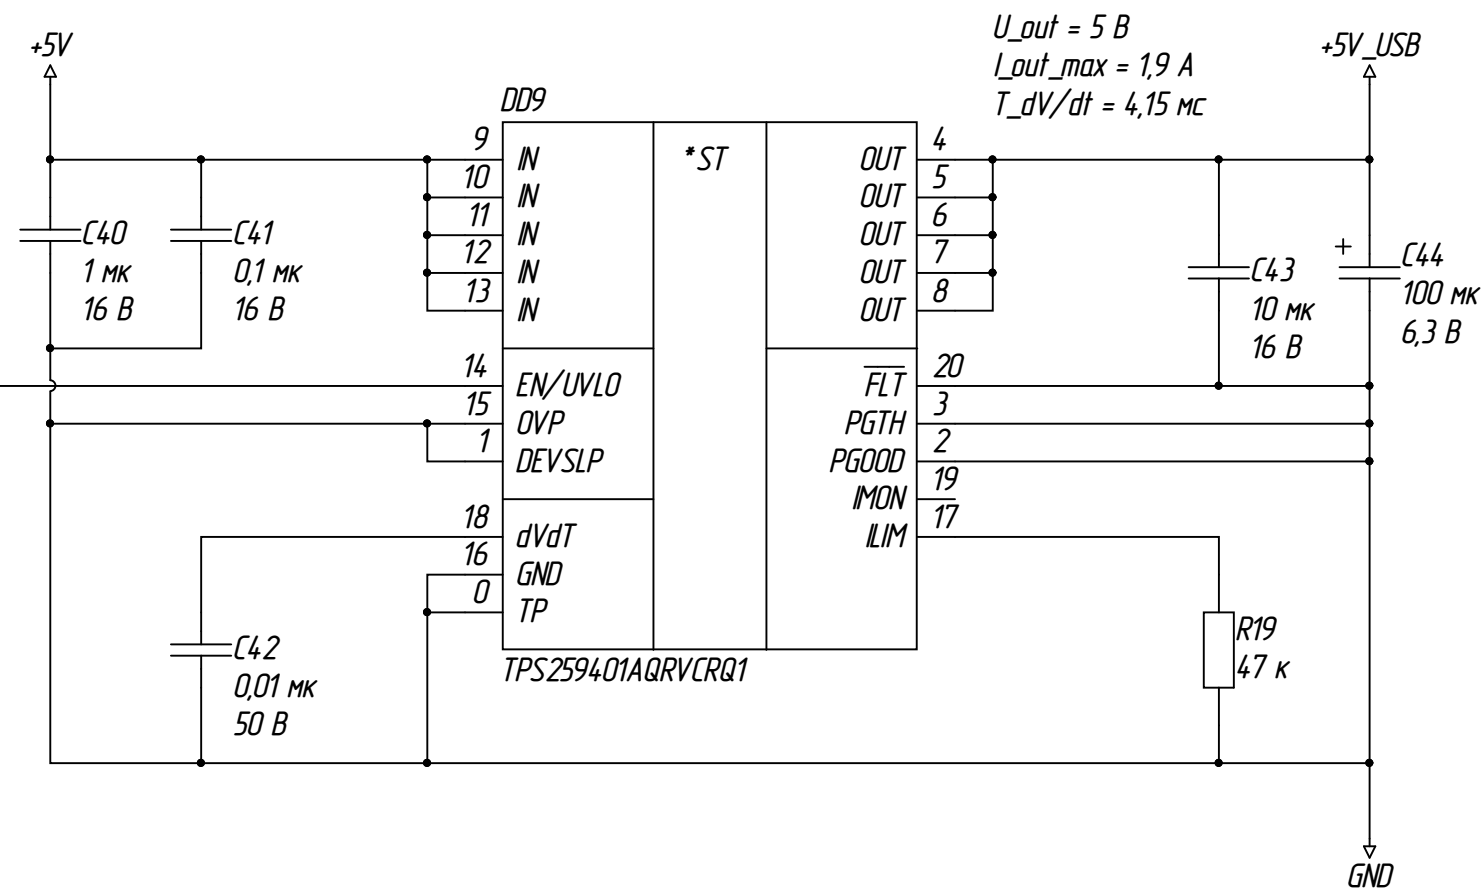 U_out = 5 В
I_out_max = 1,9 А
T_dV/dt = 4,15 мс
+5V
+5V_USB
DD9
9
IN
*ST
OUT
4
10
IN
OUT
5
11
IN
OUT
6
12
IN
OUT
7
13
IN
OUT
8
C40
1 мк
16 В
C41
0,1 мк
16 В
C43
10 мк
16 В
+
C44
100 мк
6,3 В
14
EN/UVLO
FLT
20
15
OVP
PGTH
3
1
DEVSLP
PGOOD
2
IMON
19
18
dVdT
ILIM
17
16
GND
0
TP
C42
0,01 мк
50 В
TPS259401AQRVCRQ1
R19
47 к
GND